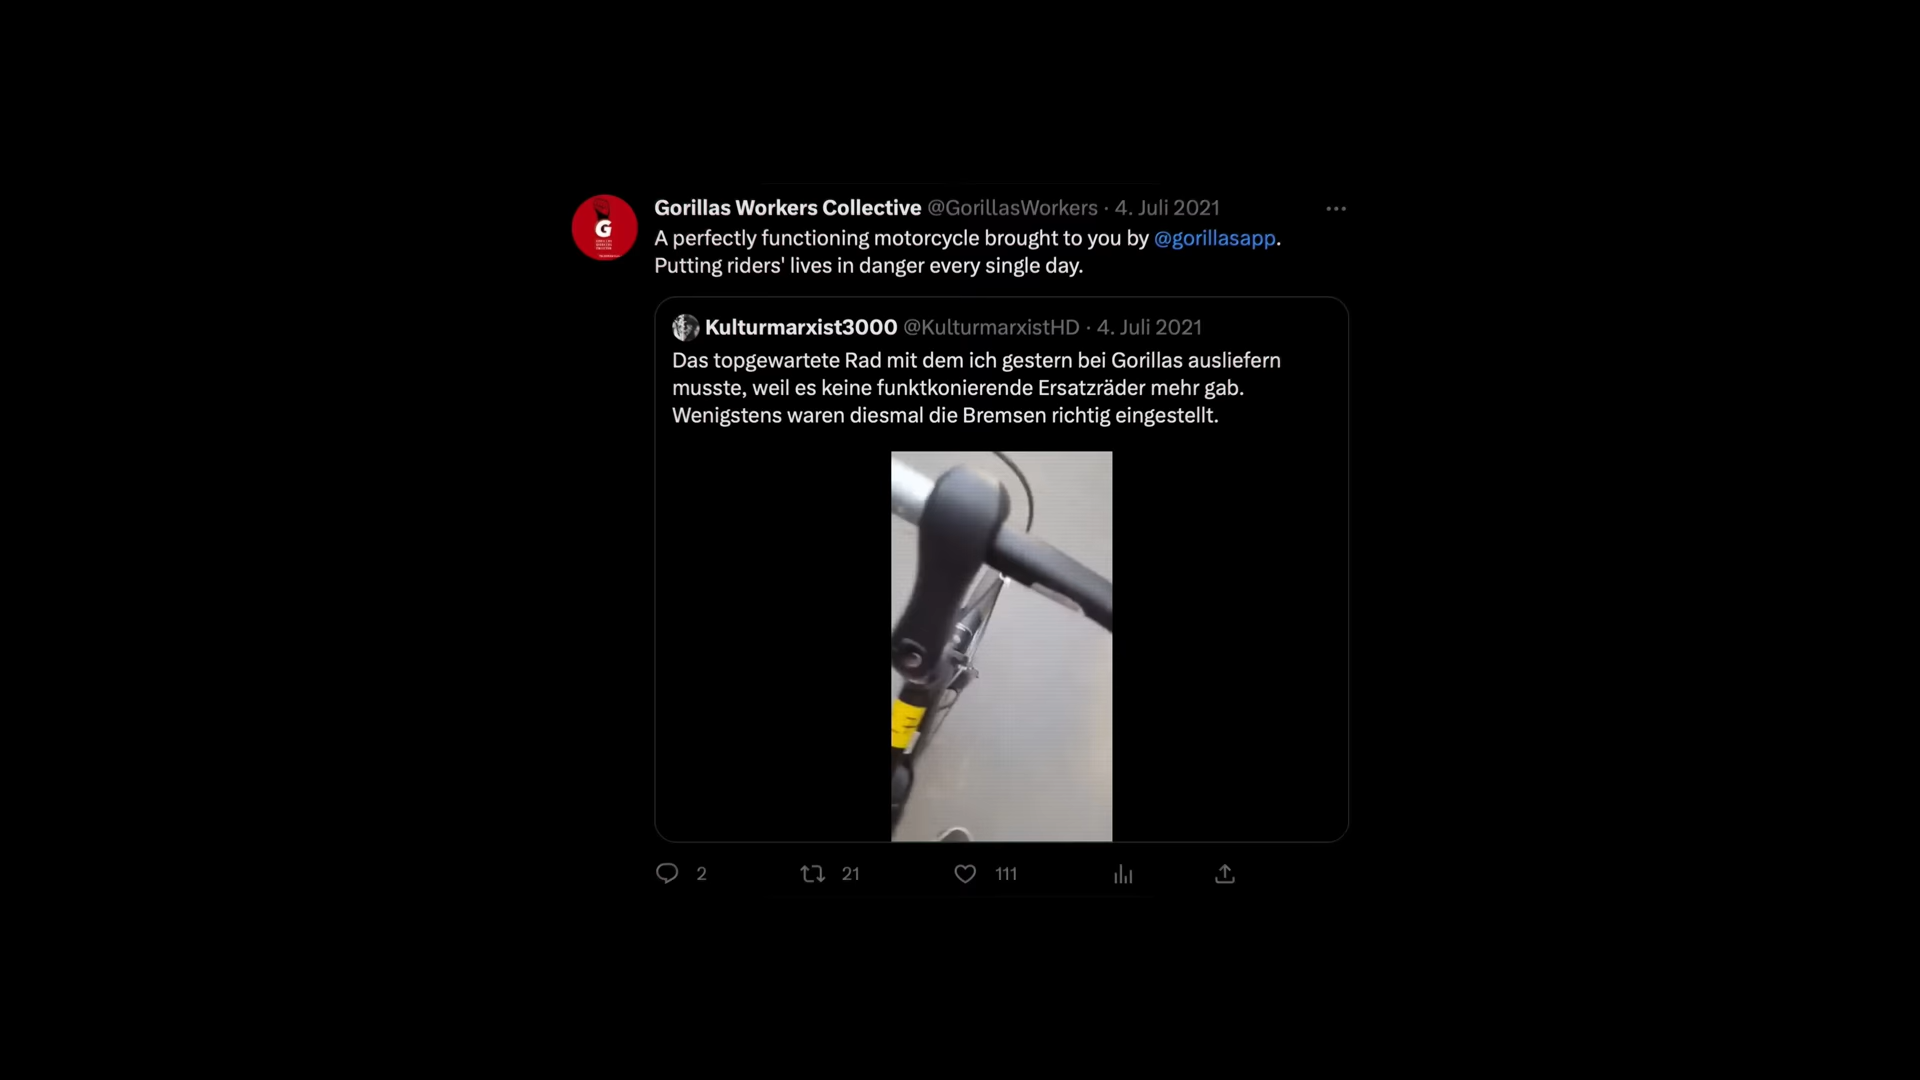 Gorillas Workers Collective @GorillasWorkers · 4. Juli 2021
A perfectly functioning motorcycle brought to you by @gorillasapp.
Putting riders' lives in danger every single day.
Kulturmarxist3000 @KulturmarxistHD · 4. Juli 2021
Das topgewartete Rad mit dem ich gestern bei Gorillas ausliefern
musste, weil es keine funktkonierende Ersatzräder mehr gab.
Wenigstens waren diesmal die Bremsen richtig eingestellt.
2 21 111
G